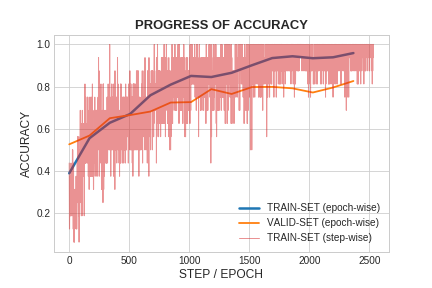 PROGRESS OF ACCURACY
1.0
0.8
0.6
0.4
0.2
ACCURACY
TRAIN-SET (epoch-wise)
VALID-SET (epoch-wise)
TRAIN-SET (step-wise)
0 500 1000 1500 2000 2500
STEP / EPOCH